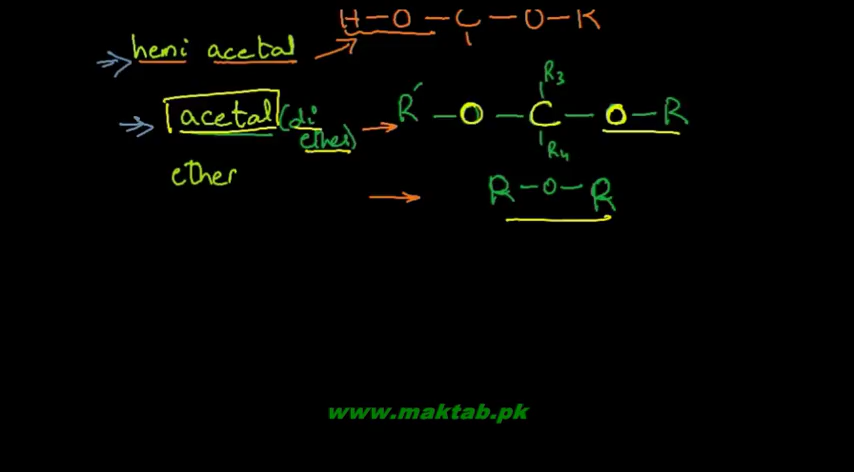 H—O—C—O—R
hemi acetal
R₃
acetal (di ether)
R′—O—C—O—R
R₄
ether
R—O—R
www.maktab.pk